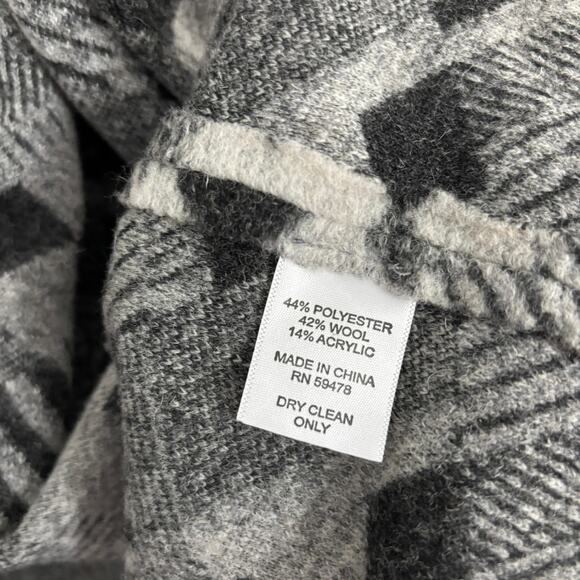 44% POLYESTER
42% WOOL
14% ACRYLIC
MADE IN CHINA
RN 59478
DRY CLEAN
ONLY